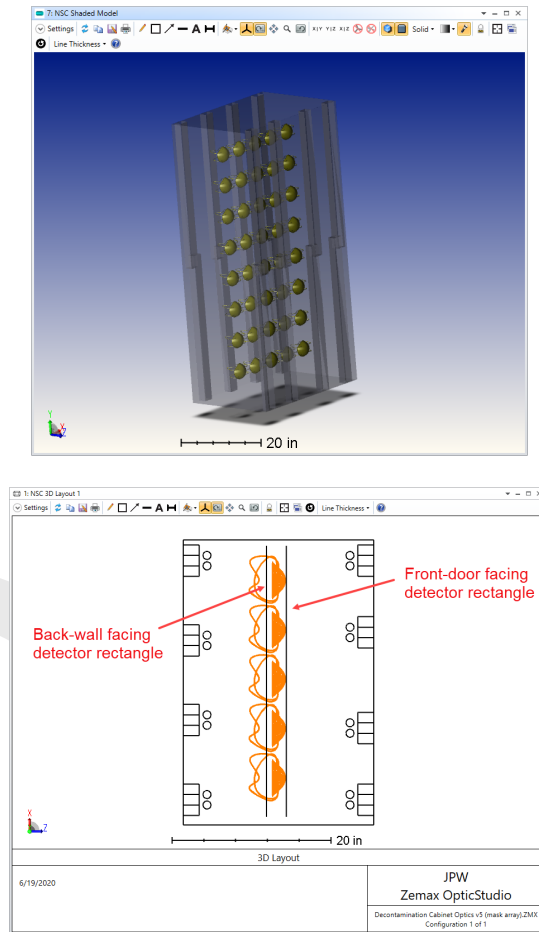 7: NSC Shaded Model
Settings
Solid
Line Thickness
Y
X
Z
20 in
1: NSC 3D Layout 1
Settings
Line Thickness
Front-door facing
detector rectangle
Back-wall facing
detector rectangle
X
Z
20 in
3D Layout
6/19/2020
JPW
Zemax OpticStudio
Decontamination Cabinet Optics v5 (mask array).ZMX
Configuration 1 of 1